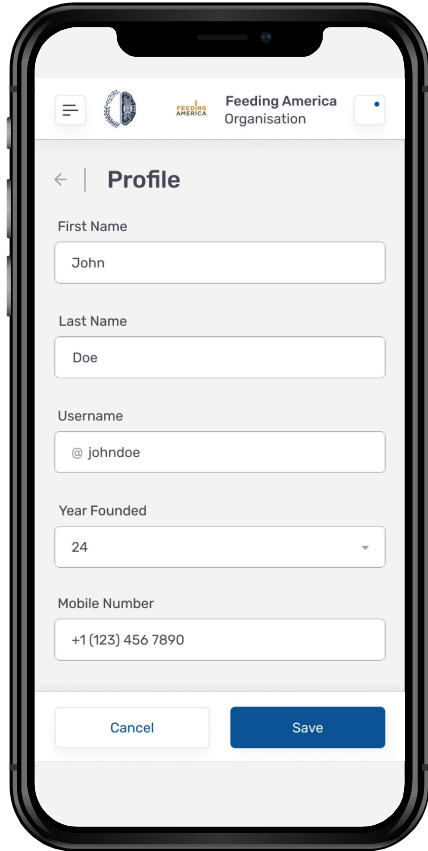 FEEDING
AMERICA
Feeding America
Organisation
Profile
First Name
John
Last Name
Doe
Username
@ johndoe
Year Founded
24
Mobile Number
+1 (123) 456 7890
Cancel
Save